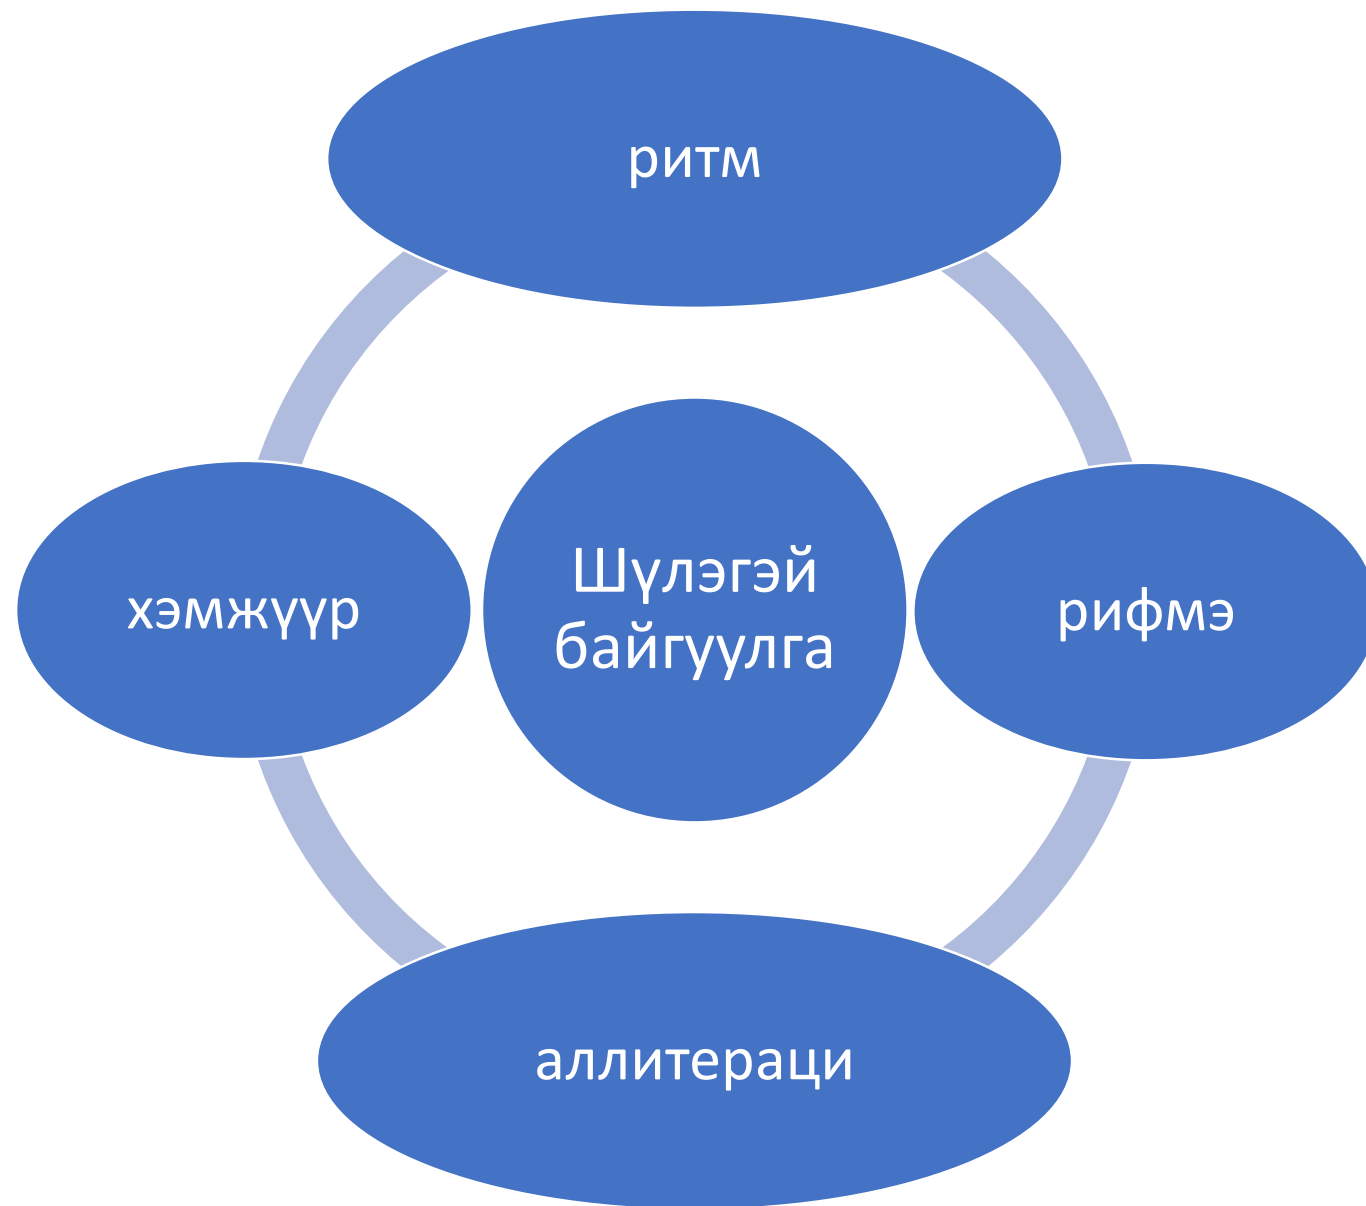 ритм
хэмжүүр
Шүлэгэй
байгуулга
рифмэ
аллитераци